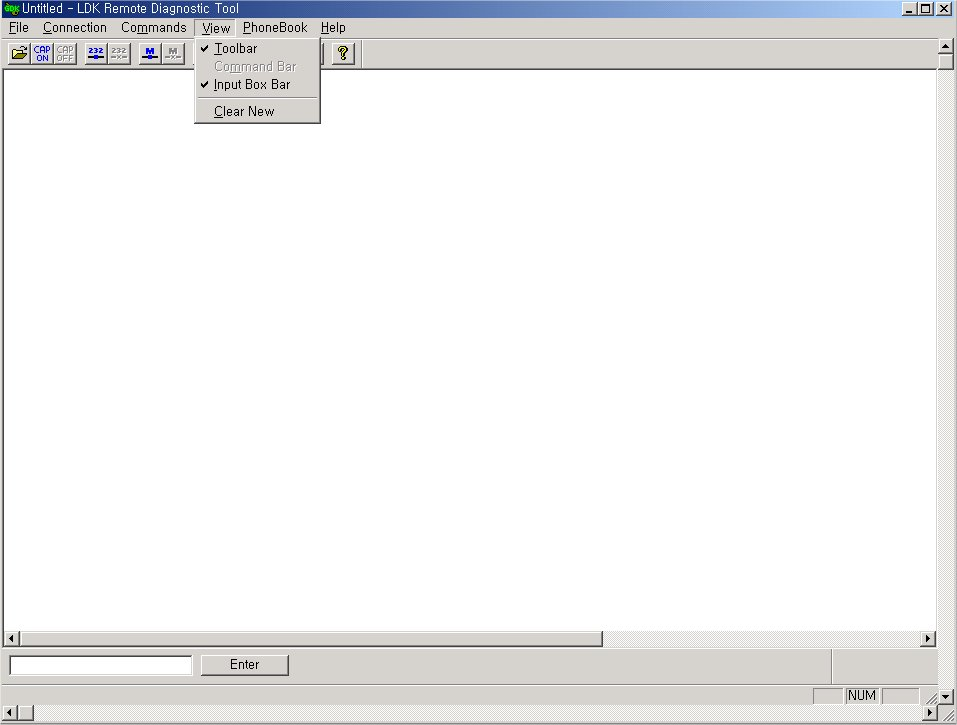 Untitled - LDK Remote Diagnostic Tool
File Connection Commands View PhoneBook Help
CAP ON CAP OFF 232 232 -x- M M -x- ?
Toolbar
Command Bar
Input Box Bar
Clear New
Enter
NUM